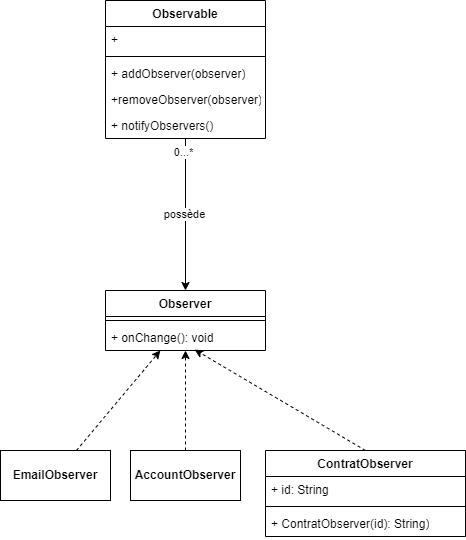 Observable
+
+ addObserver(observer)
+removeObserver(observer)
+ notifyObservers()
0...*
possède
Observer
+ onChange(): void
EmailObserver
AccountObserver
ContratObserver
+ id: String
+ ContratObserver(id): String)